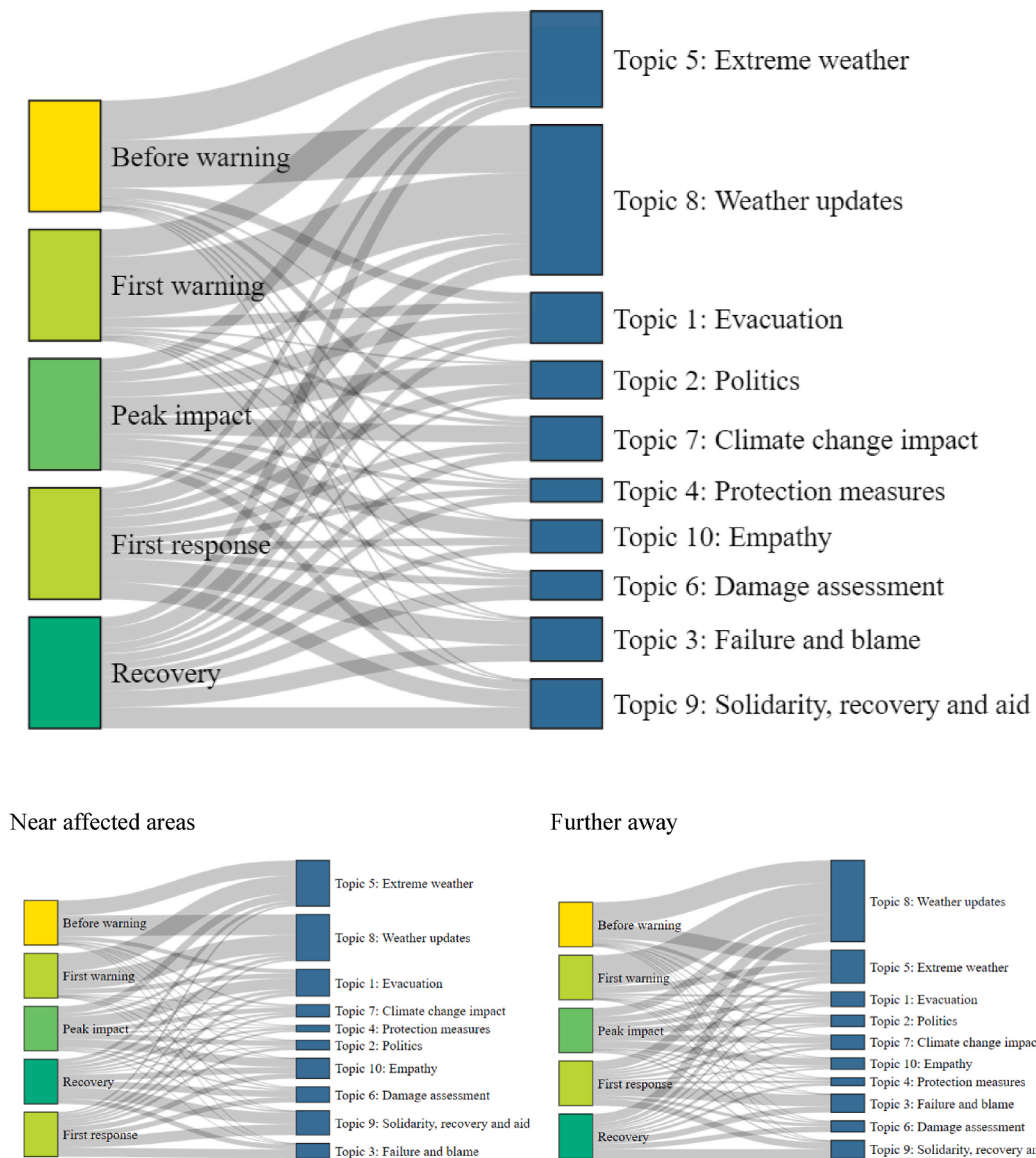 Before warning
First warning
Peak impact
First response
Recovery
Topic 5: Extreme weather
Topic 8: Weather updates
Topic 1: Evacuation
Topic 2: Politics
Topic 7: Climate change impact
Topic 4: Protection measures
Topic 10: Empathy
Topic 6: Damage assessment
Topic 3: Failure and blame
Topic 9: Solidarity, recovery and aid
Near affected areas
Before warning
First warning
Peak impact
Recovery
First response
Topic 5: Extreme weather
Topic 8: Weather updates
Topic 1: Evacuation
Topic 7: Climate change impact
Topic 4: Protection measures
Topic 2: Politics
Topic 10: Empathy
Topic 6: Damage assessment
Topic 9: Solidarity, recovery and aid
Topic 3: Failure and blame
Further away
Before warning
First warning
Peak impact
First response
Recovery
Topic 8: Weather updates
Topic 5: Extreme weather
Topic 1: Evacuation
Topic 2: Politics
Topic 7: Climate change impac
Topic 10: Empathy
Topic 4: Protection measures
Topic 3: Failure and blame
Topic 6: Damage assessment
Topic 9: Solidarity, recovery a